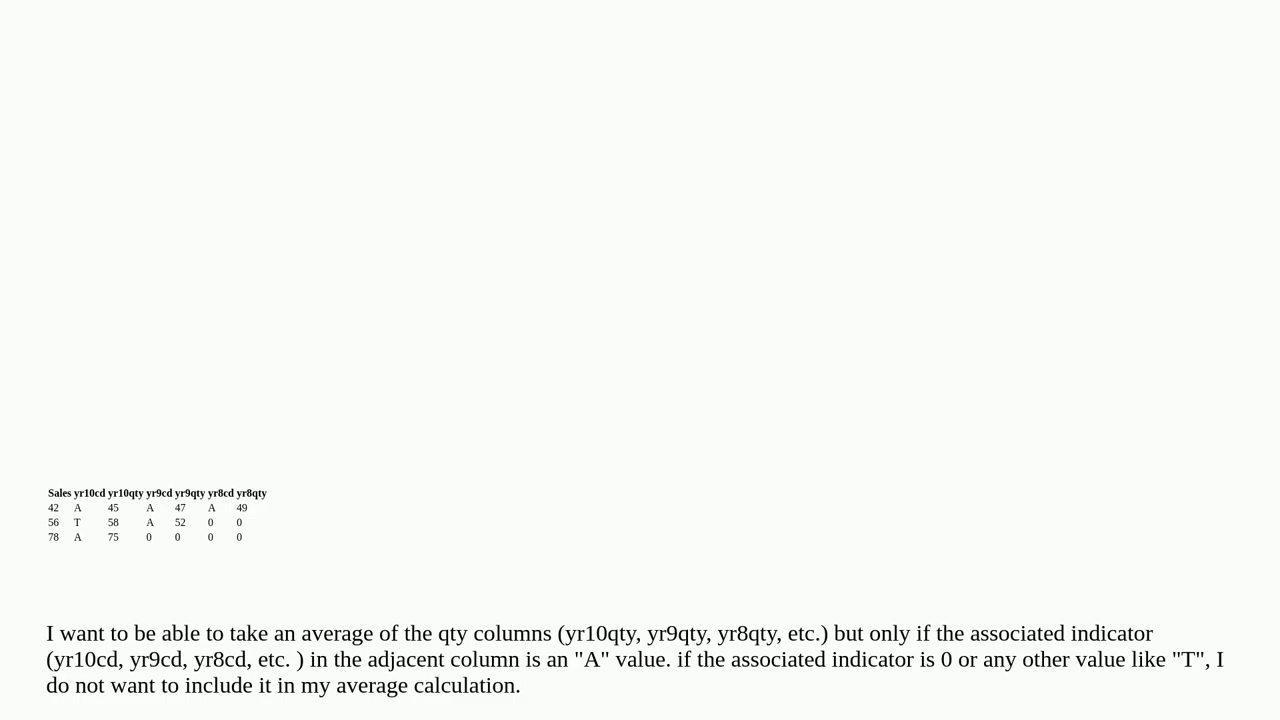 Sales yr10cd yr10qty yr9cd yr9qty yr8cd yr8qty
42 A 45 A 47 A 49
56 T 58 A 52 0 0
78 A 75 0 0 0 0
I want to be able to take an average of the qty columns (yr10qty, yr9qty, yr8qty, etc.) but only if the associated indicator
(yr10cd, yr9cd, yr8cd, etc. ) in the adjacent column is an "A" value. if the associated indicator is 0 or any other value like "T", I
do not want to include it in my average calculation.